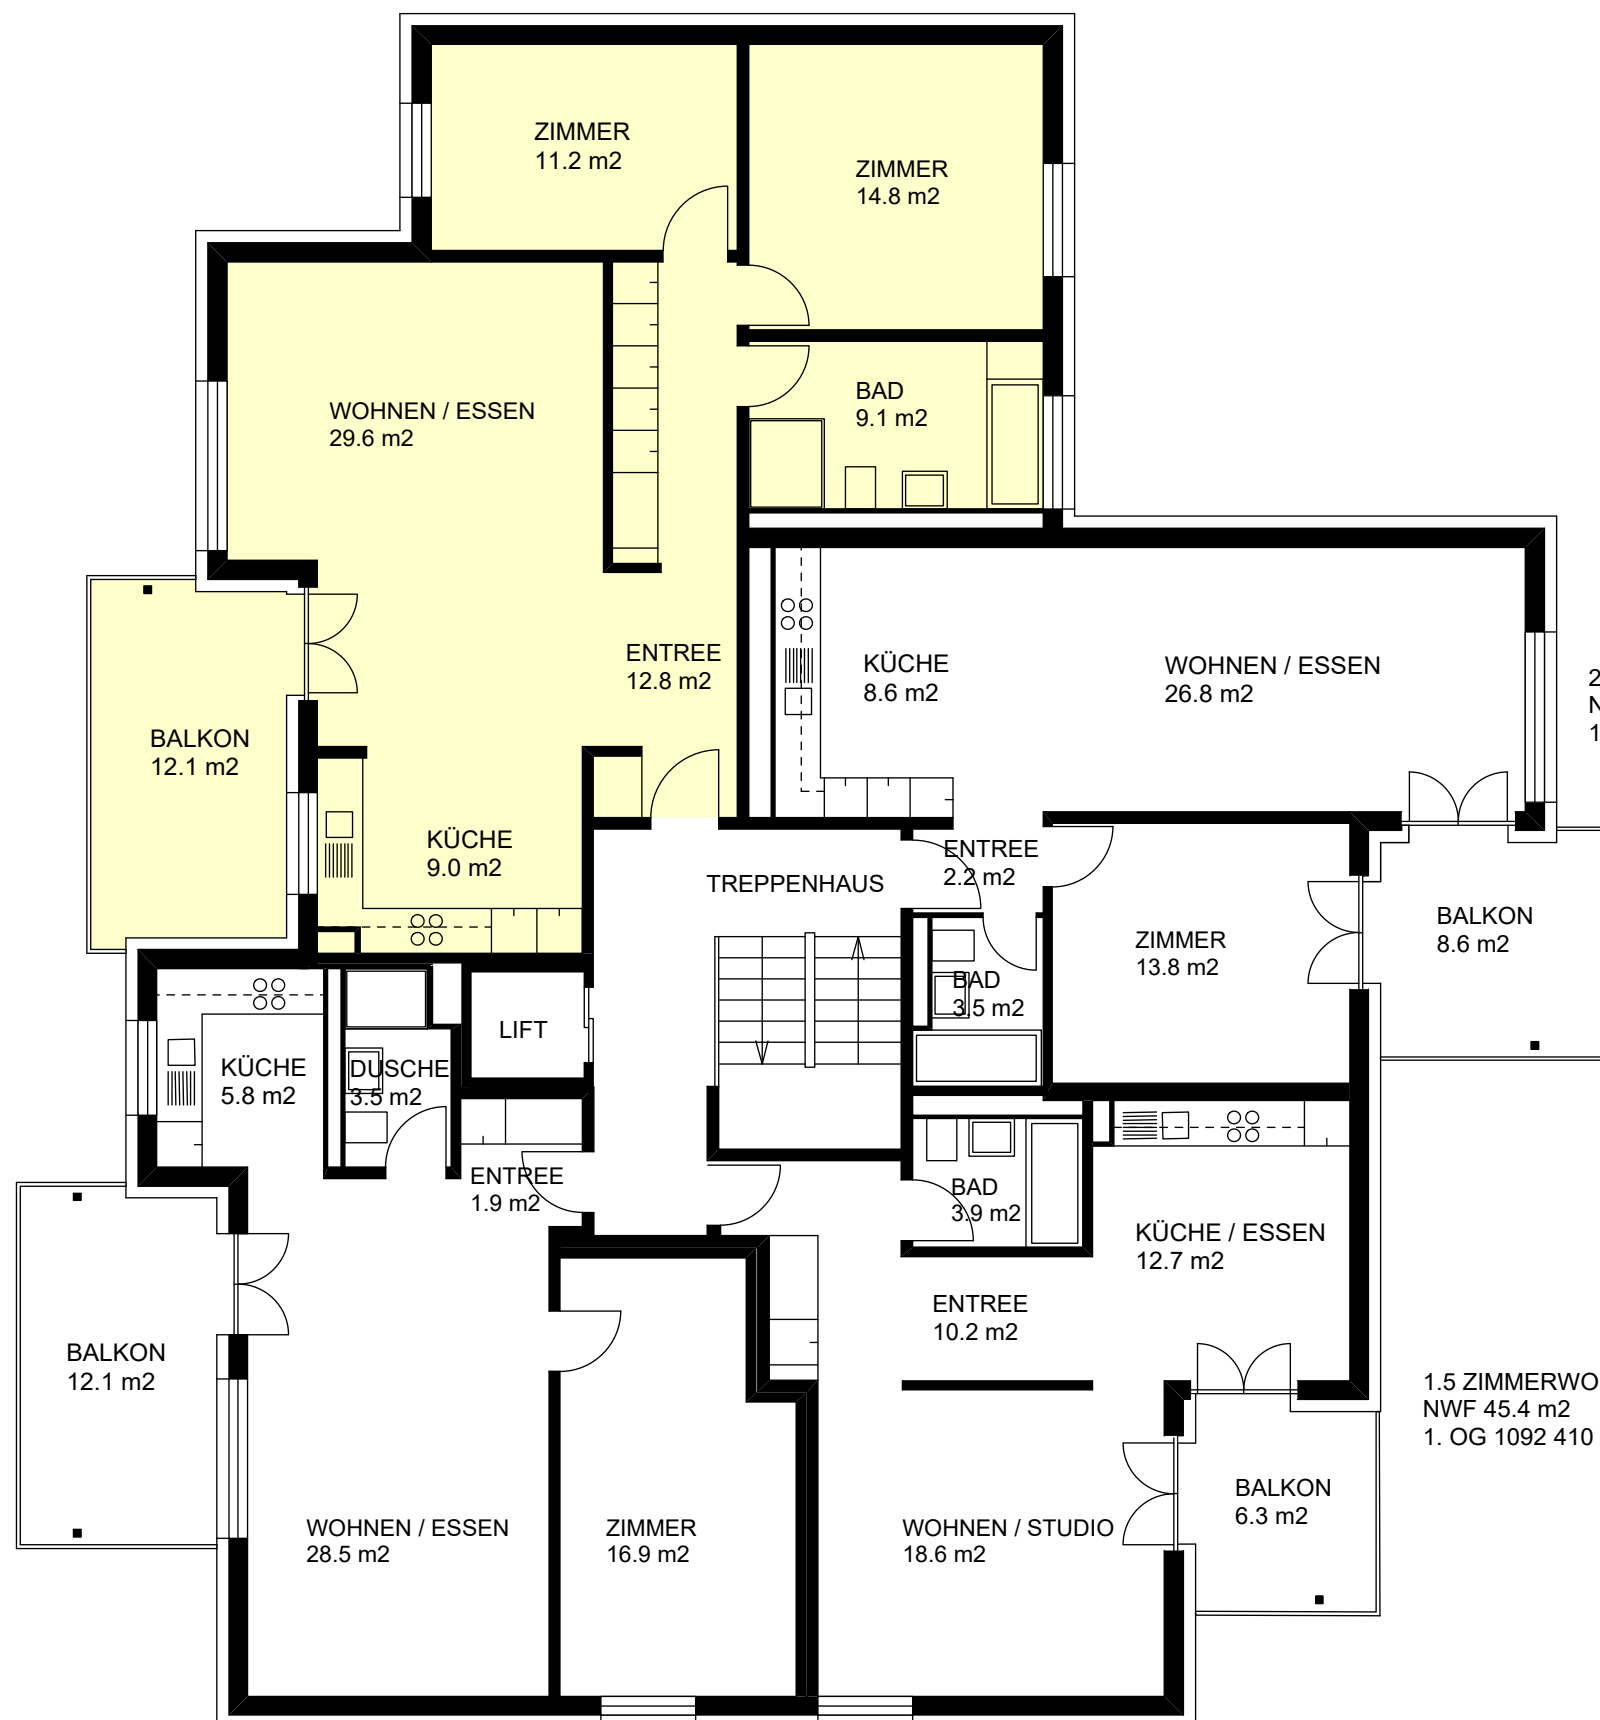 ZIMMER
11.2 m2
ZIMMER
14.8 m2
WOHNEN / ESSEN
29.6 m2
BAD
9.1 m2
ENTREE
12.8 m2
KÜCHE
8.6 m2
WOHNEN / ESSEN
26.8 m2
2
N
1
BALKON
12.1 m2
KÜCHE
9.0 m2
TREPPENHAUS
ENTREE
2.2 m2
ZIMMER
13.8 m2
BALKON
8.6 m2
BAD
3.5 m2
LIFT
KÜCHE
5.8 m2
DUSCHE
3.5 m2
ENTREE
1.9 m2
BAD
3.9 m2
KÜCHE / ESSEN
12.7 m2
ENTREE
10.2 m2
BALKON
12.1 m2
1.5 ZIMMERWO
NWF 45.4 m2
1. OG 1092 410
BALKON
6.3 m2
WOHNEN / ESSEN
28.5 m2
ZIMMER
16.9 m2
WOHNEN / STUDIO
18.6 m2